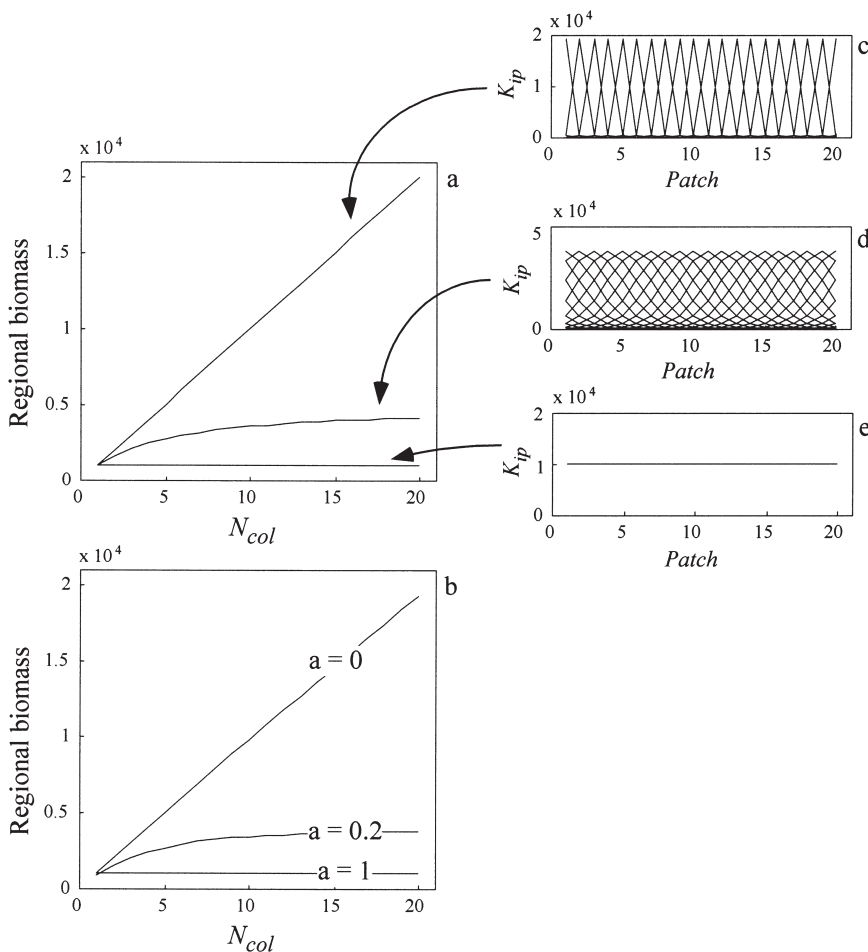 x 10^4
a
2
1.5
1
0.5
0
0 5 10 15 20
Regional biomass
N_col
x 10^4
b
2
1.5
1
0.5
0
a = 0
a = 0.2
a = 1
0 5 10 15 20
Regional biomass
N_col
x 10^4
c
2
1
0
K_ip
0 5 10 15 20
Patch
x 10^4
d
5
0
K_ip
0 5 10 15 20
Patch
x 10^4
e
2
1
0
K_ip
0 5 10 15 20
Patch